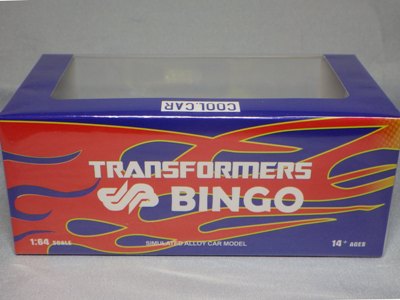 COOL.CAR
TRANSFORMERS
BINGO
1:64 SCALE
SIMULATED ALLOY CAR MODEL
14+ AGES